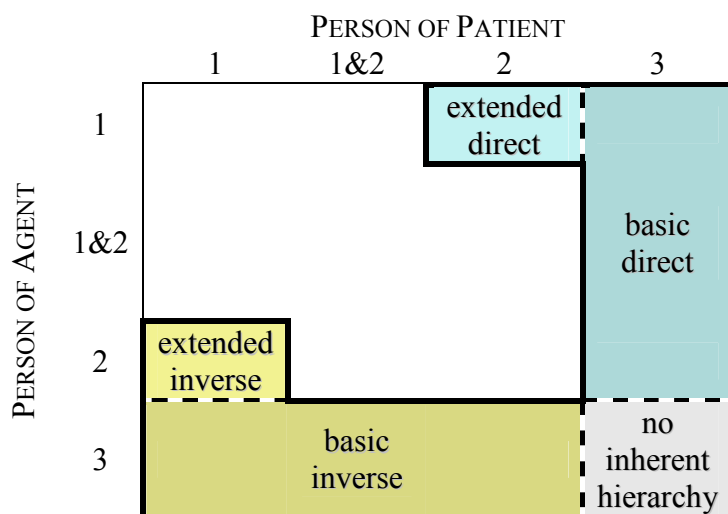 PERSON OF PATIENT
1 1&2 2 3
PERSON OF AGENT
1
extended
direct
1&2
basic
direct
2
extended
inverse
3
basic
inverse
no
inherent
hierarchy